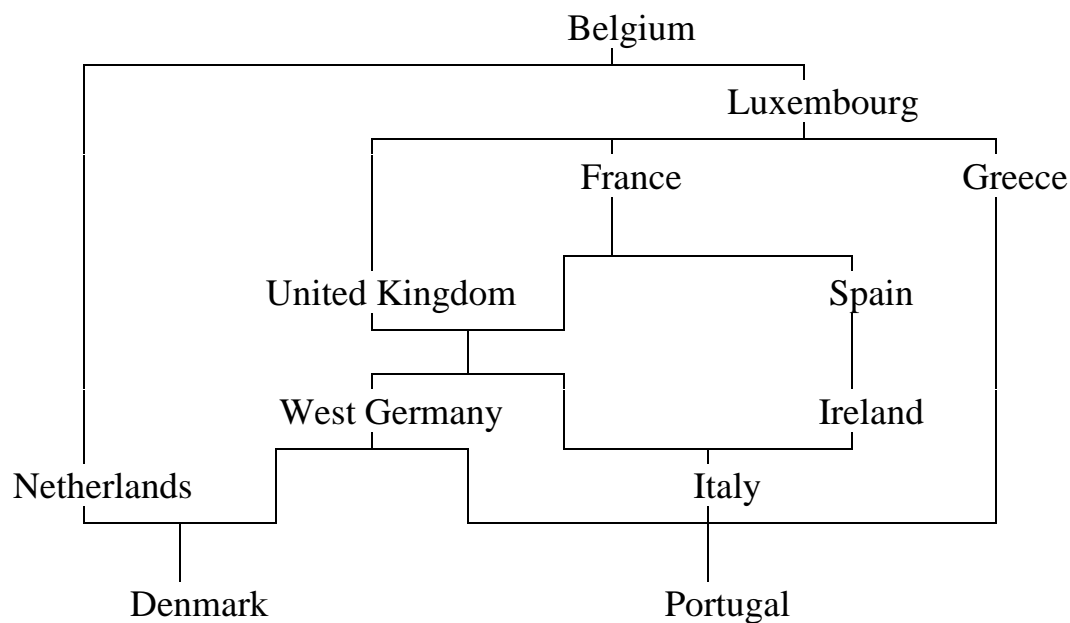 Belgium
Luxembourg
France Greece
United Kingdom Spain
West Germany Ireland
Netherlands Italy
Denmark Portugal